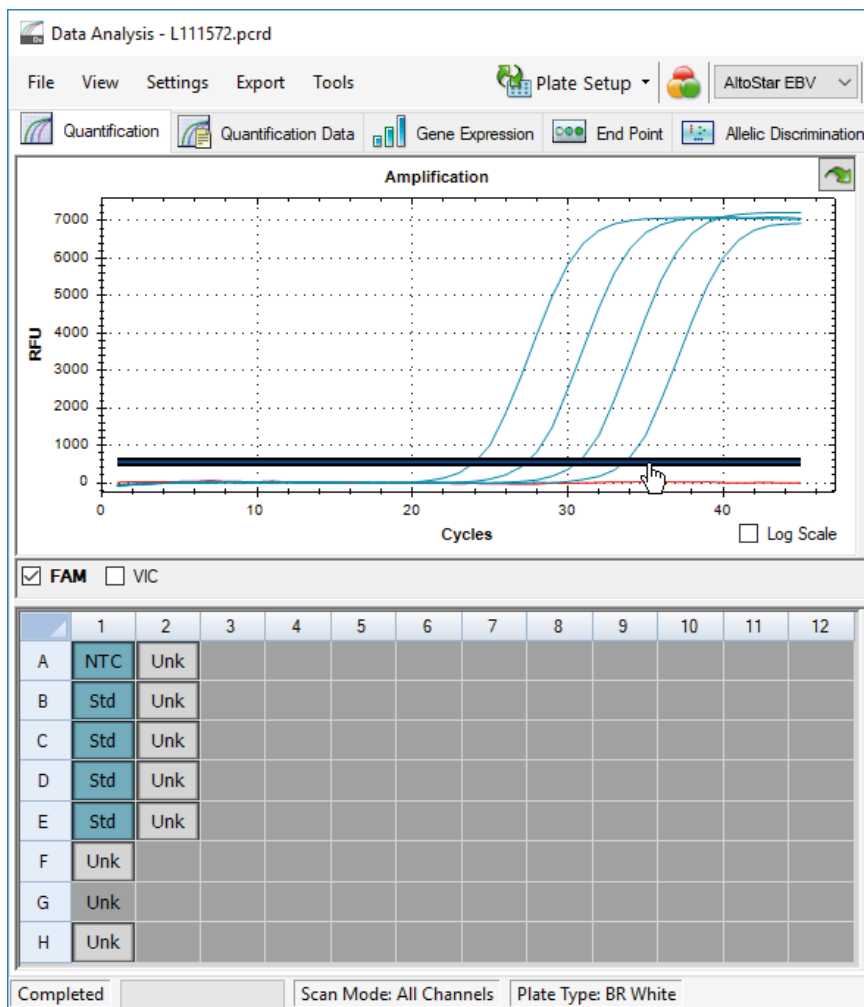 Data Analysis - L111572.pcrd
File View Settings Export Tools Plate Setup AltoStar EBV
Quantification Quantification Data Gene Expression End Point Allelic Discrimination
Amplification
7000
6000
5000
4000
3000
2000
1000
0
RFU
0 10 20 30 40
Cycles
Log Scale
FAM VIC
1 2 3 4 5 6 7 8 9 10 11 12
A NTC Unk
B Std Unk
C Std Unk
D Std Unk
E Std Unk
F Unk
G Unk
H Unk
Completed Scan Mode: All Channels Plate Type: BR White